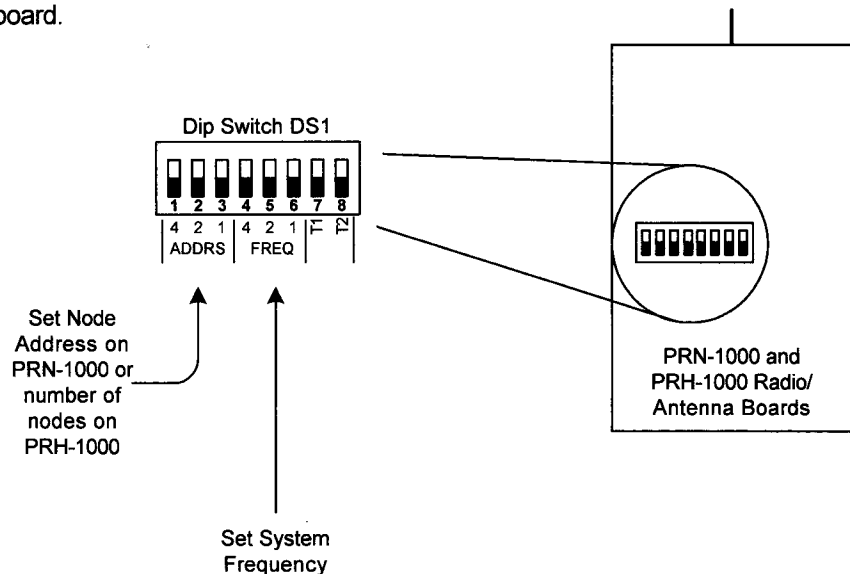 board.
Dip Switch DS1
1 2 3 4 5 6 7 8
4 2 1 4 2 1 T1 T2
ADDRS FREQ
Set Node
Address on
PRN-1000 or
number of
nodes on
PRH-1000
Set System
Frequency
PRN-1000 and
PRH-1000 Radio/
Antenna Boards